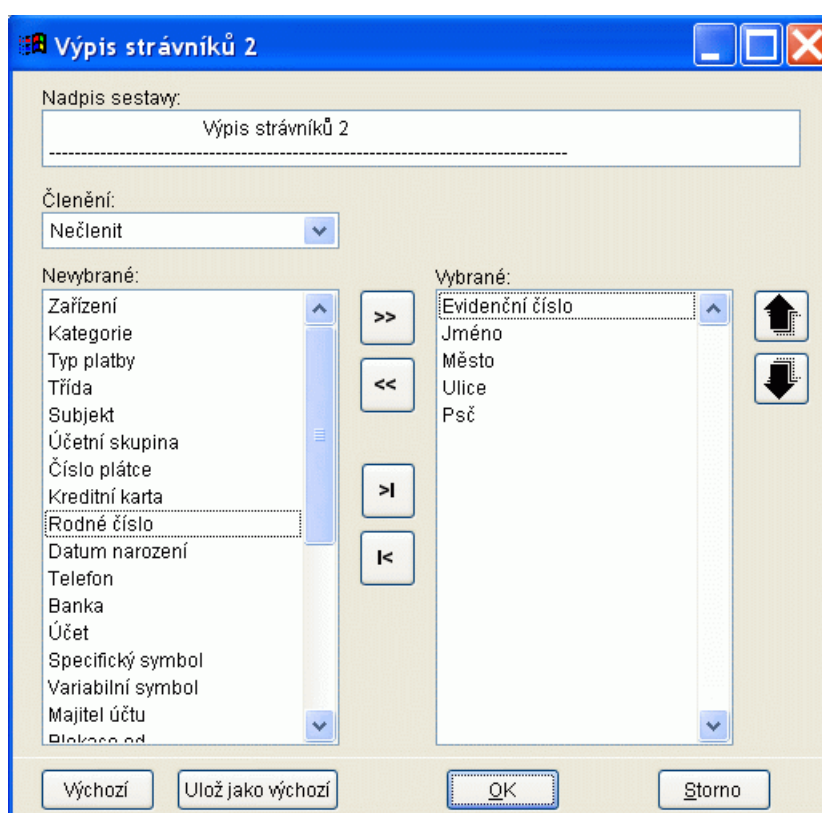 Výpis strávníků 2
Nadpis sestavy:
Výpis strávníků 2
--------------------------------------------------------------------------------
Členění:
Nečlenit
Nevybrané:
Zařízení
Kategorie
Typ platby
Třída
Subjekt
Účetní skupina
Číslo plátce
Kreditní karta
Rodné číslo
Datum narození
Telefon
Banka
Účet
Specifický symbol
Variabilní symbol
Majitel účtu
>>
<<
>I
I<
Vybrané:
Evidenční číslo
Jméno
Město
Ulice
Psč
Výchozí
Ulož jako výchozí
OK
Storno